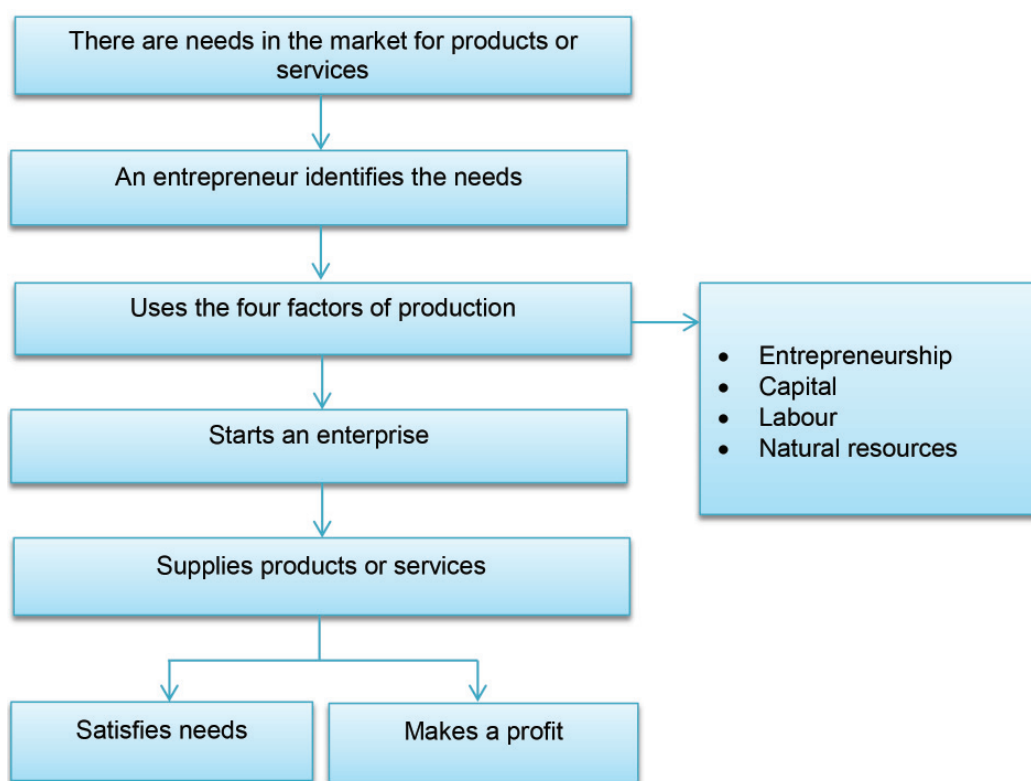 There are needs in the market for products or
services
An entrepreneur identifies the needs
Uses the four factors of production
• Entrepreneurship
• Capital
• Labour
• Natural resources
Starts an enterprise
Supplies products or services
Satisfies needs
Makes a profit